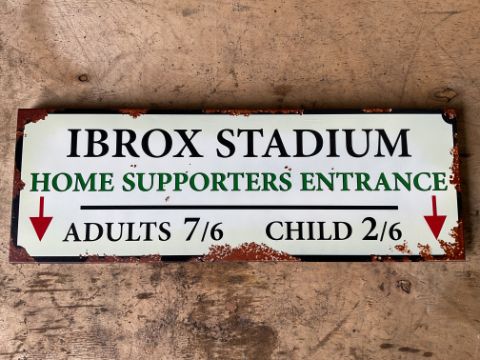 IBROX STADIUM
HOME SUPPORTERS ENTRANCE
ADULTS 7/6 CHILD 2/6